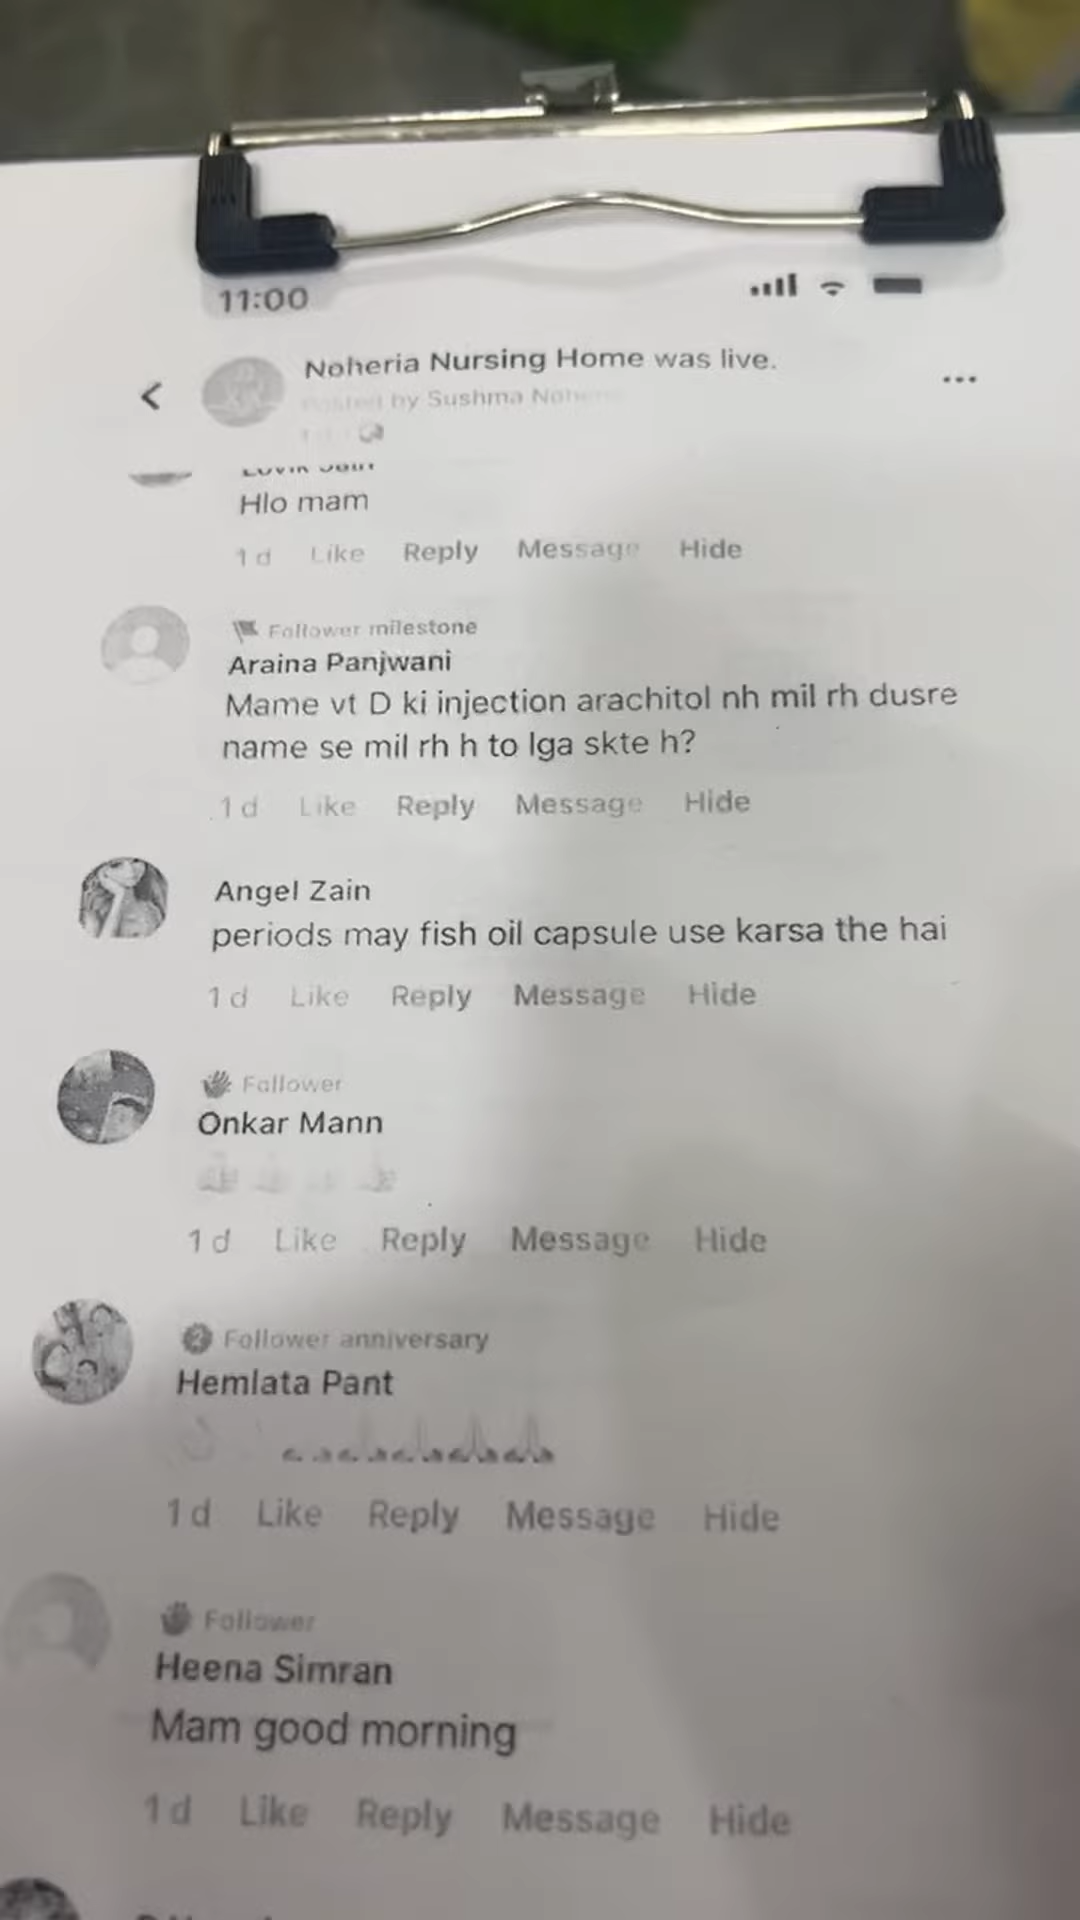 11:00
Noheria Nursing Home was live.
Posted by Sushma
Hlo mam
1 d Like Reply Message Hide
Follower milestone
Araina Panjwani
Mame vt D ki injection arachitol nh mil rh dusre
name se mil rh h to lga skte h?
1 d Like Reply Message Hide
Angel Zain
periods may fish oil capsule use karsa the hai
1 d Like Reply Message Hide
Follower
Onkar Mann
1 d Like Reply Message Hide
2 Follower anniversary
Hemlata Pant
1 d Like Reply Message Hide
Follower
Heena Simran
Mam good morning
1 d Like Reply Message Hide